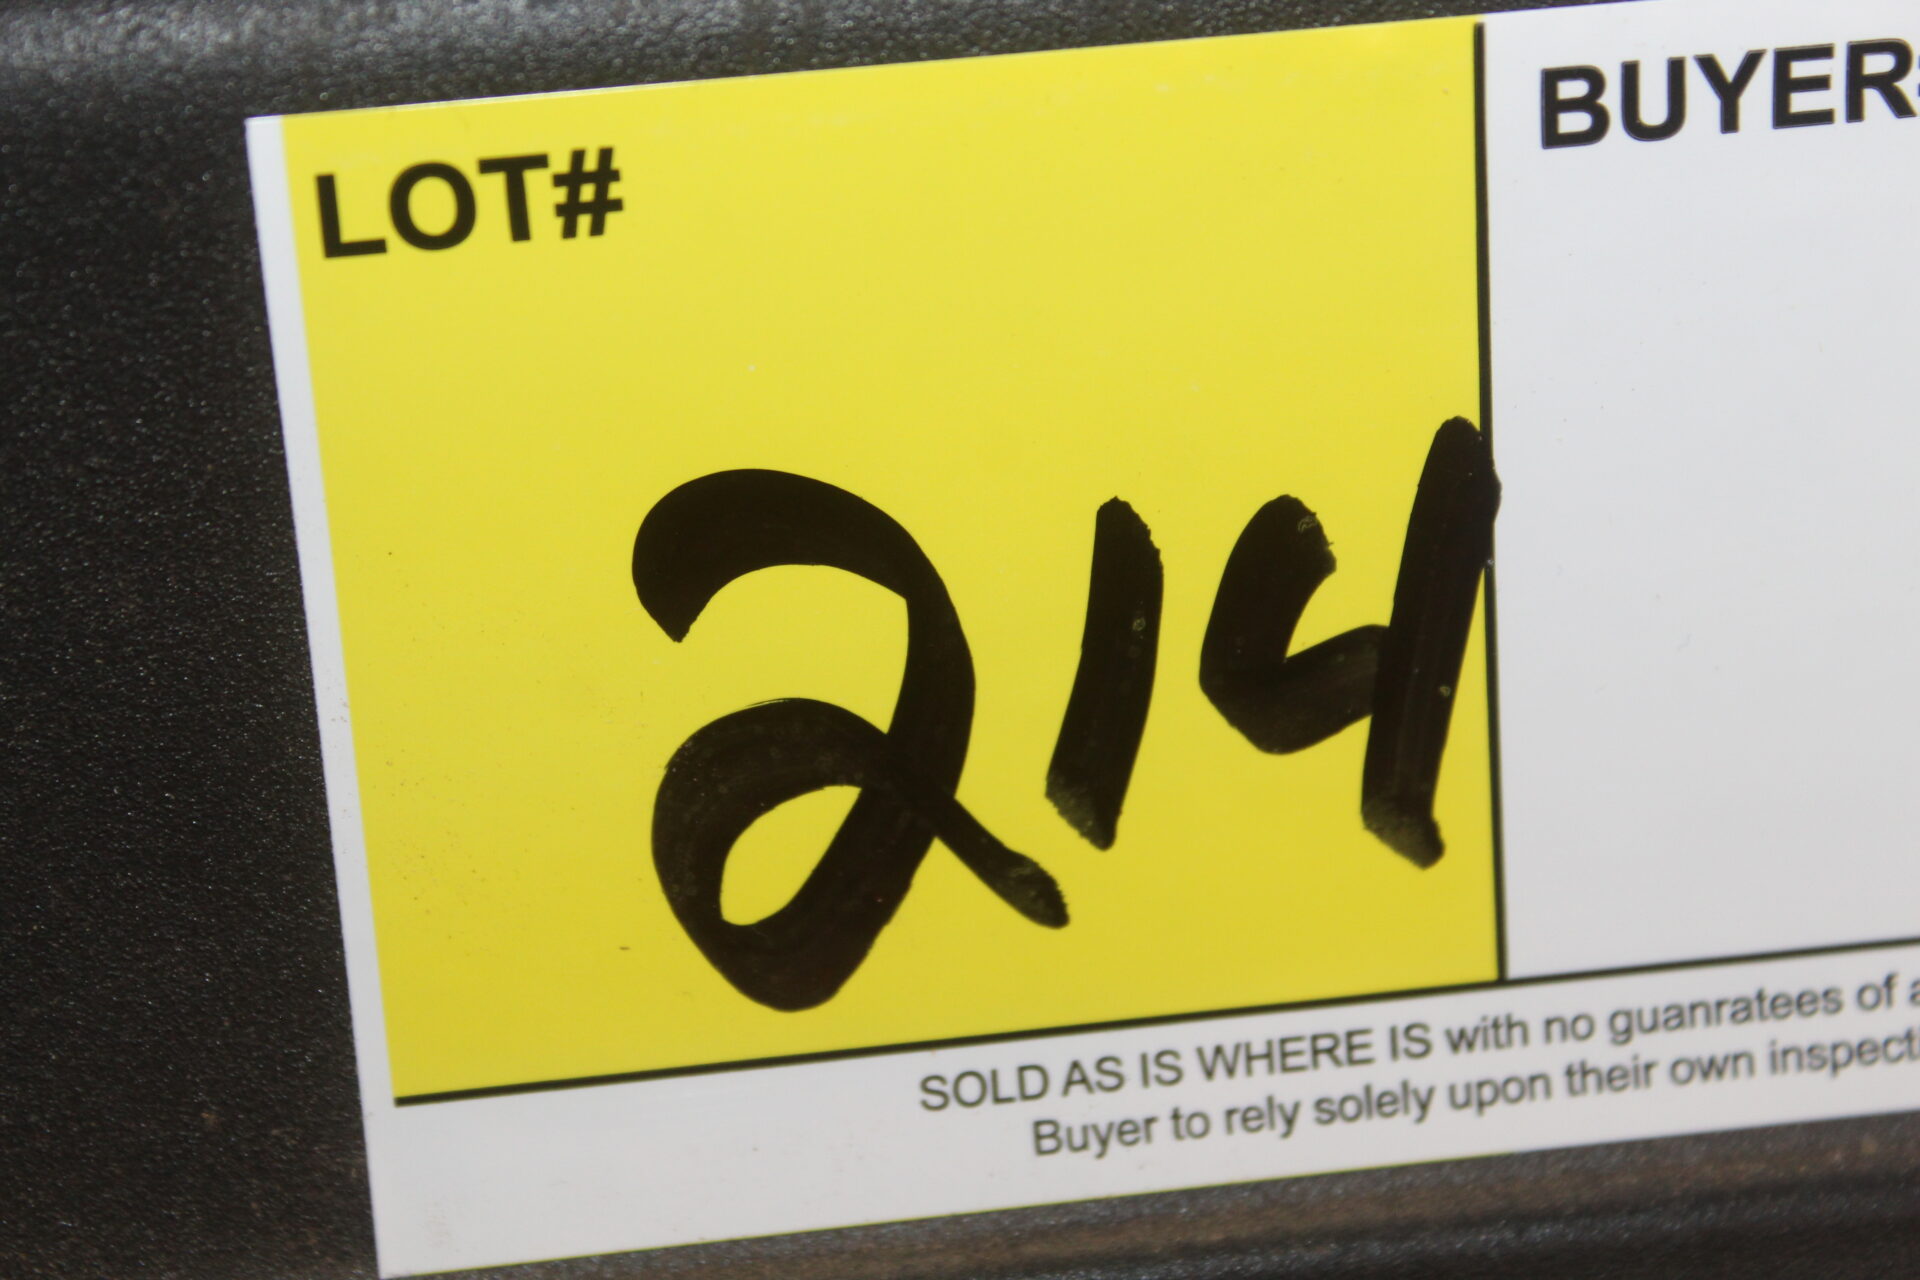 LOT#
BUYER
214
SOLD AS IS WHERE IS with no guanratees of
Buyer to rely solely upon their own